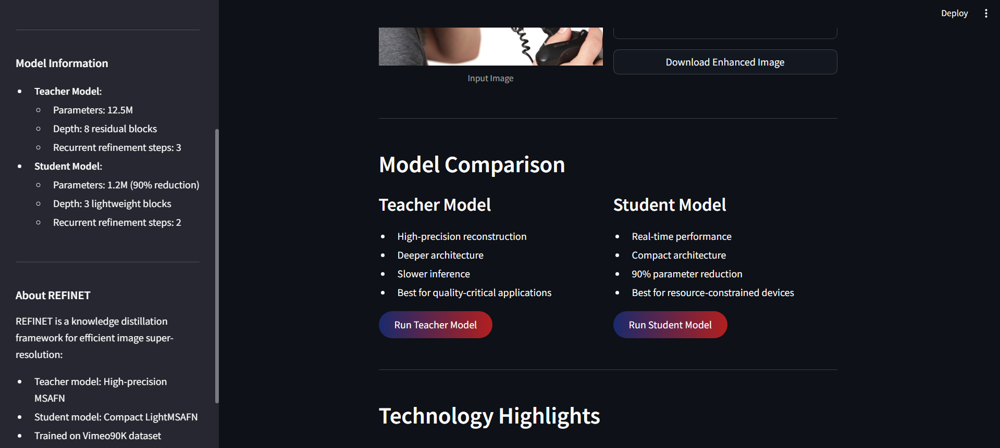 Deploy
Model Information
Teacher Model:
Parameters: 12.5M
Depth: 8 residual blocks
Recurrent refinement steps: 3
Student Model:
Parameters: 1.2M (90% reduction)
Depth: 3 lightweight blocks
Recurrent refinement steps: 2
About REFINET
REFINET is a knowledge distillation
framework for efficient image super-
resolution:
Teacher model: High-precision
MSAFN
Student model: Compact LightMSAFN
Trained on Vimeo90K dataset
SONY
Input Image
Download Enhanced Image
Model Comparison
Teacher Model
High-precision reconstruction
Deeper architecture
Slower inference
Best for quality-critical applications
Run Teacher Model
Student Model
Real-time performance
Compact architecture
90% parameter reduction
Best for resource-constrained devices
Run Student Model
Technology Highlights